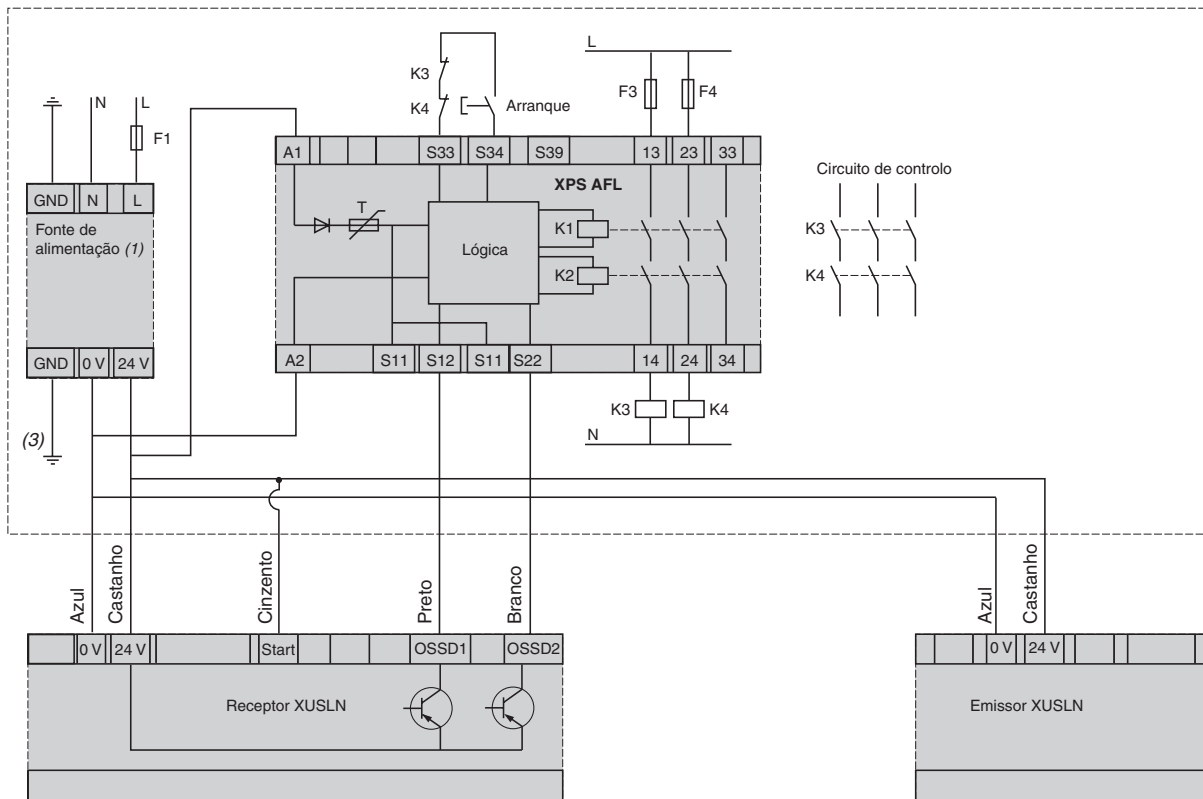 L
K3
N
L
F3
F4
K4
Arranque
F1
A1
S33
S34
S39
13
23
33
Circuito de controlo
XPS AFL
GND
N
L
T
Fonte de
alimentação (1)
K1
K3
Lógica
K2
K4
GND
0 V
24 V
A2
S11
S12
S11
S22
14
24
34
K3
K4
(3)
N
Azul
Castanho
Cinzento
Preto
Branco
Azul
Castanho
0 V
24 V
Start
OSSD1
OSSD2
0 V
24 V
Receptor XUSLN
Emissor XUSLN